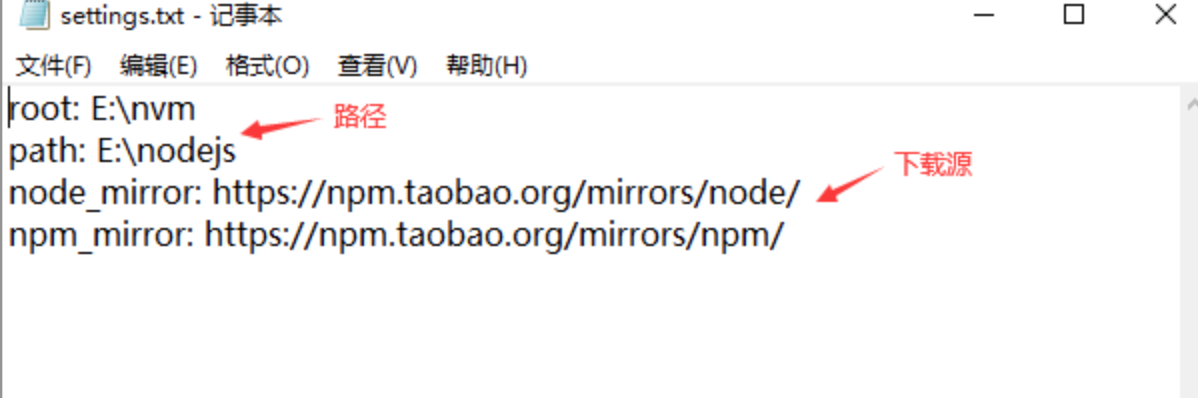 settings.txt - 记事本
文件(F) 编辑(E) 格式(O) 查看(V) 帮助(H)
root: E:\nvm
路径
path: E:\nodejs
下载源
node_mirror: https://npm.taobao.org/mirrors/node/
npm_mirror: https://npm.taobao.org/mirrors/npm/